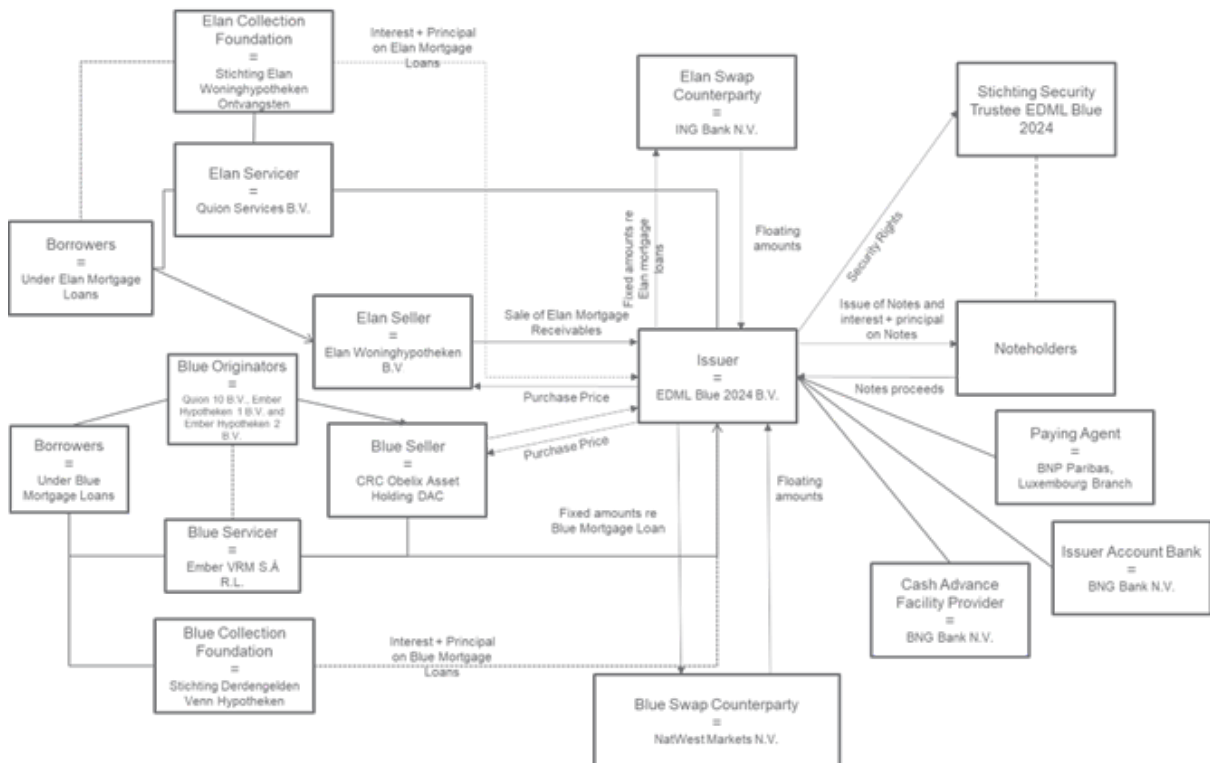 Elan Collection
Foundation
=
Stichting Elan
Woninghypotheken
Ontvangsten
Interest + Principal
on Elan Mortgage
Loans
Elan Swap
Counterparty
=
ING Bank N.V.
Stichting Security
Trustee EDML Blue
2024
Elan Servicer
=
Quion Services B.V.
Borrowers
=
Under Elan Mortgage
Loans
Fixed amounts re
Elan mortgage
loans
Floating
amounts
Security Rights
Elan Seller
=
Elan Woninghypotheken
B.V.
Sale of Elan Mortgage
Receivables
Issuer
=
EDML Blue 2024 B.V.
Issue of Notes and
interest + principal
on Notes
Noteholders
Notes proceeds
Purchase Price
Blue Originators
=
Quion 10 B.V., Ember
Hypotheken 1 B.V. and
Ember Hypotheken 2
B.V.
Borrowers
=
Under Blue
Mortgage Loans
Blue Seller
=
CRC Obelix Asset
Holding DAC
Purchase Price
Paying Agent
=
BNP Paribas,
Luxembourg Branch
Floating
amounts
Fixed amounts re
Blue Mortgage Loan
Blue Servicer
=
Ember VRM S.À
R.L.
Issuer Account Bank
=
BNG Bank N.V.
Cash Advance
Facility Provider
=
BNG Bank N.V.
Blue Collection
Foundation
=
Stichting Derdengelden
Venn Hypotheken
Interest + Principal
on Blue Mortgage
Loans
Blue Swap Counterparty
=
NatWest Markets N.V.